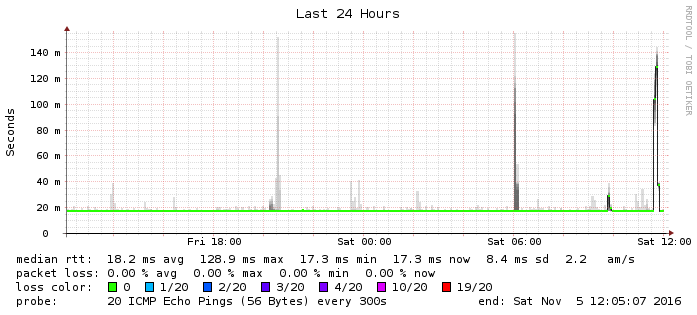 Last 24 Hours
RRDTOOL / TOBI OETIKER
Seconds
140 m
120 m
100 m
80 m
60 m
40 m
20 m
0
Fri 18:00 Sat 00:00 Sat 06:00 Sat 12:00
median rtt: 18.2 ms avg 128.9 ms max 17.3 ms min 17.3 ms now 8.4 ms sd 2.2 am/s
packet loss: 0.00 % avg 0.00 % max 0.00 % min 0.00 % now
loss color: 0 1/20 2/20 3/20 4/20 10/20 19/20
probe: 20 ICMP Echo Pings (56 Bytes) every 300s end: Sat Nov 5 12:05:07 2016